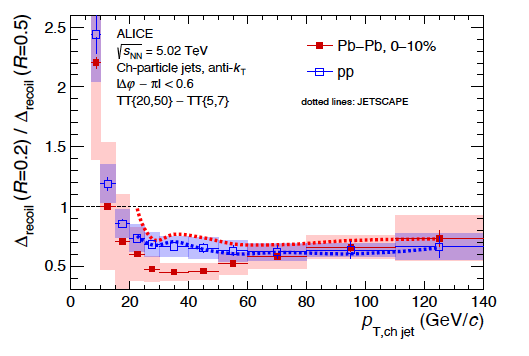 ALICE
√sNN = 5.02 TeV
Ch-particle jets, anti-kT
|Δφ − π| < 0.6
TT{20,50} − TT{5,7}
Pb−Pb, 0−10%
pp
dotted lines: JETSCAPE
Δrecoil (R=0.2) / Δrecoil (R=0.5)
2.5
2
1.5
1
0.5
0 20 40 60 80 100 120 140
pT,ch jet (GeV/c)